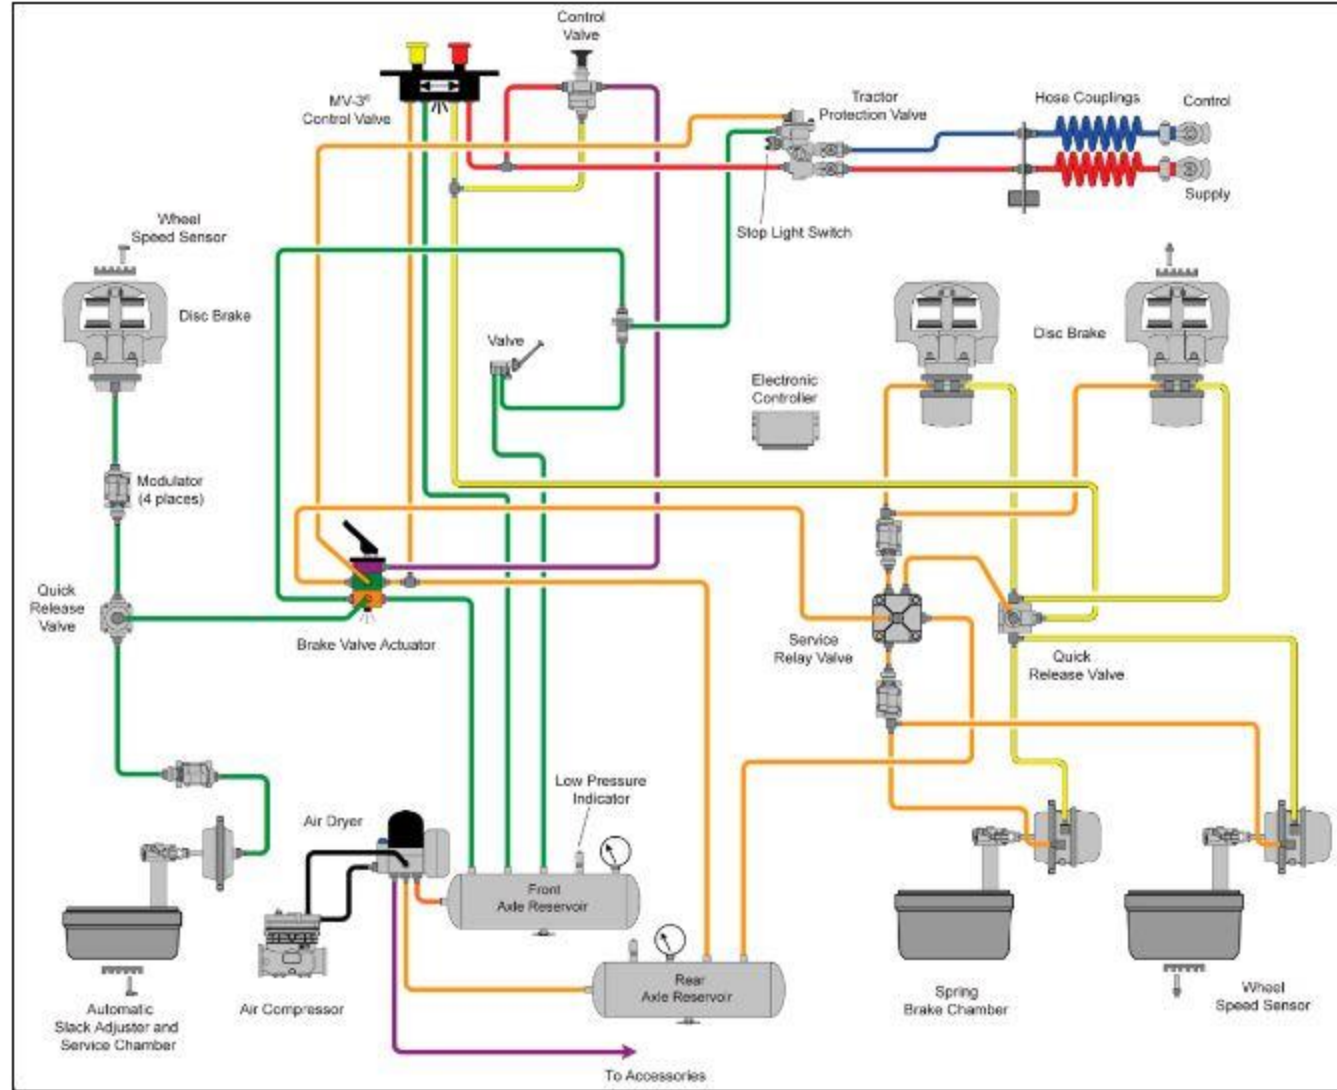 Control
Valve
MV-3®
Control Valve
Tractor
Protection Valve
Hose Couplings
Control
Supply
Stop Light Switch
Wheel
Speed Sensor
Disc Brake
Valve
Disc Brake
Electronic
Controller
Modulator
(4 places)
Quick
Release
Valve
Brake Valve Actuator
Service
Relay Valve
Quick
Release Valve
Low Pressure
Indicator
Air Dryer
Front
Axle Reservoir
Rear
Axle Reservoir
Automatic
Slack Adjuster and
Service Chamber
Air Compressor
Spring
Brake Chamber
Wheel
Speed Sensor
To Accessories